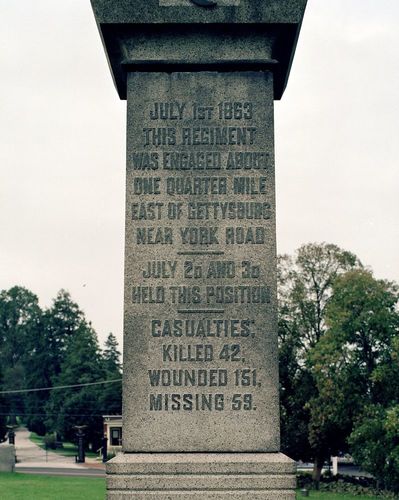 JULY 1ST 1863
THIS REGIMENT
WAS ENGAGED ABOUT
ONE QUARTER MILE
EAST OF GETTYSBURG
NEAR YORK ROAD
JULY 2D AND 3D
HELD THIS POSITION
CASUALTIES;
KILLED 42,
WOUNDED 151,
MISSING 59.